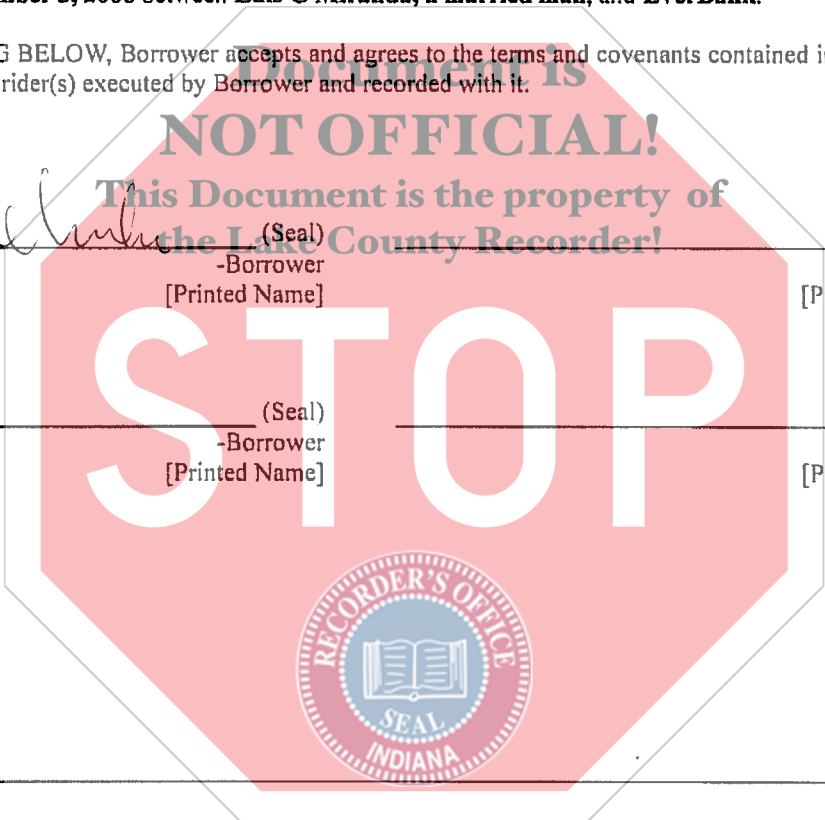 G BELOW, Borrower accepts and agrees to the terms and covenants contained i
rider(s) executed by Borrower and recorded with it.
Document is
NOT OFFICIAL!
This Document is the property of
the Lake County Recorder!
(Seal)
-Borrower
[Printed Name] [P
STOP
(Seal)
-Borrower
[Printed Name] [P
RECORDER'S OFFICE
SEAL
INDIANA